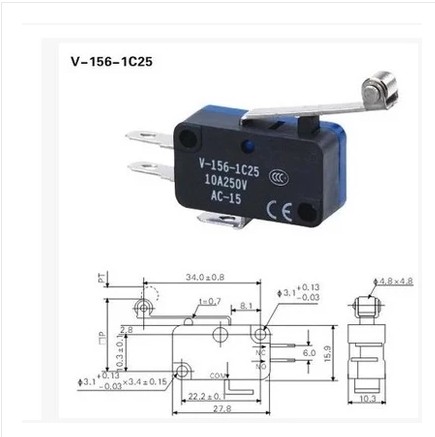 V-156-1C25
V-156-1C25
10A250V
AC-15
CCC
CE
PT
34.0±0.8
t=0.7
8.1
φ3.1 +0.13 -0.03
φ4.8×4.8
2.8
10.3±0.1
NC
NO
6.0
15.9
COM
φ3.1 +0.13 -0.03 ×3.4±0.15
22.2±0.1
27.8
10.3